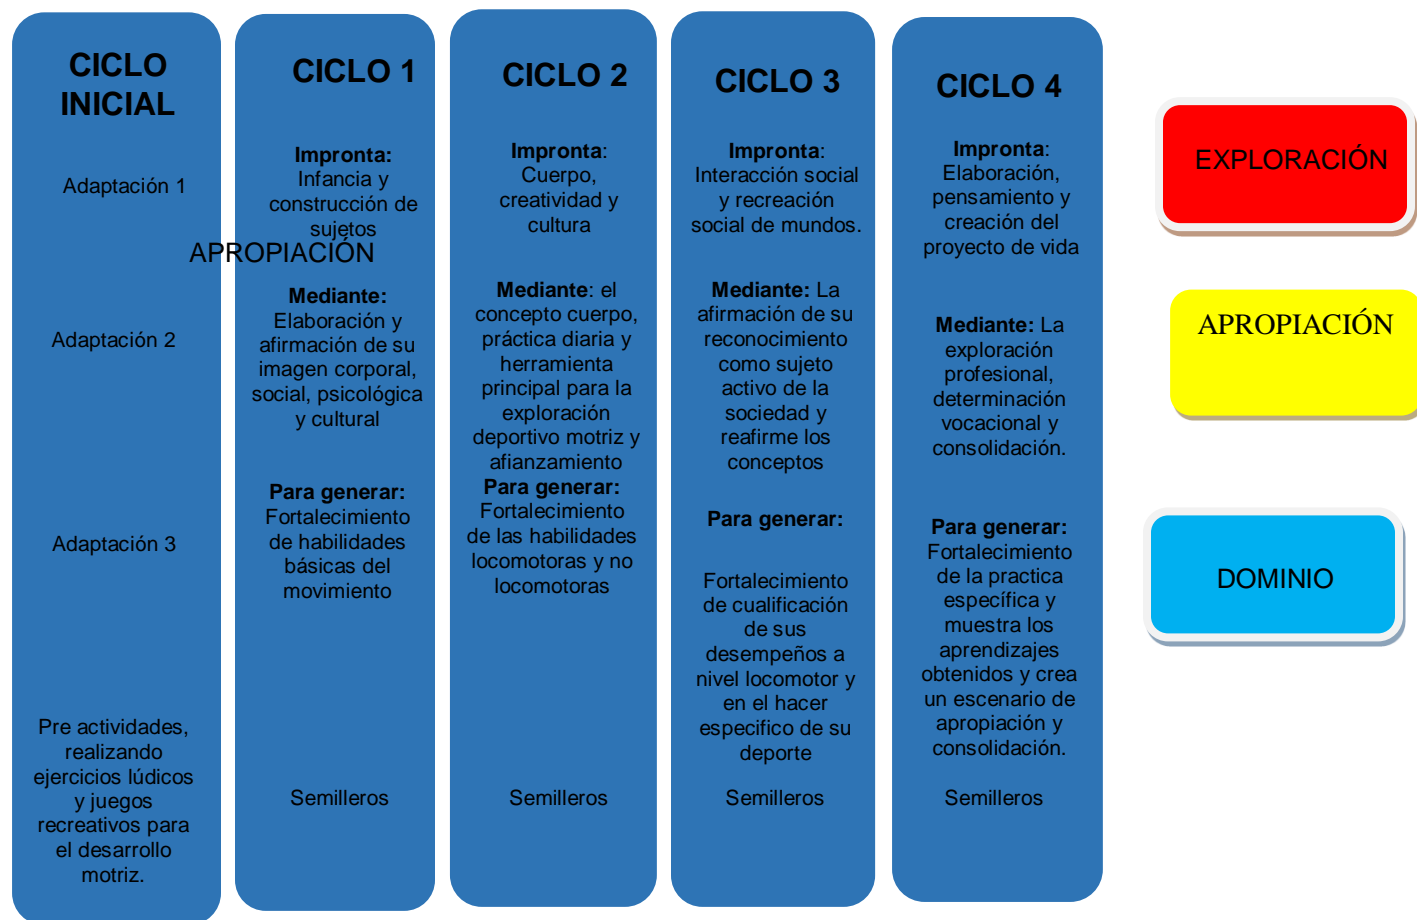 CICLO
INICIAL
Adaptación 1
Adaptación 2
Adaptación 3
Pre actividades,
realizando
ejercicios lúdicos
y juegos
recreativos para
el desarrollo
motriz.
CICLO 1
Impronta:
Infancia y
construcción de
sujetos
APROPIACIÓN
Mediante:
Elaboración y
afirmación de su
imagen corporal,
social, psicológica
y cultural
Para generar:
Fortalecimiento
de habilidades
básicas del
movimiento
Semilleros
CICLO 2
Impronta:
Cuerpo,
creatividad y
cultura
Mediante: el
concepto cuerpo,
práctica diaria y
herramienta
principal para la
exploración
deportivo motriz y
afianzamiento
Para generar:
Fortalecimiento
de las habilidades
locomotoras y no
locomotoras
Semilleros
CICLO 3
Impronta:
Interacción social
y recreación
social de mundos.
Mediante: La
afirmación de su
reconocimiento
como sujeto
activo de la
sociedad y
reafirme los
conceptos
Para generar:
Fortalecimiento
de cualificación
de sus
desempeños a
nivel locomotor y
en el hacer
especifico de su
deporte
Semilleros
CICLO 4
Impronta:
Elaboración,
pensamiento y
creación del
proyecto de vida
Mediante: La
exploración
profesional,
determinación
vocacional y
consolidación.
Para generar:
Fortalecimiento
de la practica
específica y
muestra los
aprendizajes
obtenidos y crea
un escenario de
apropiación y
consolidación.
Semilleros
EXPLORACIÓN
APROPIACIÓN
DOMINIO